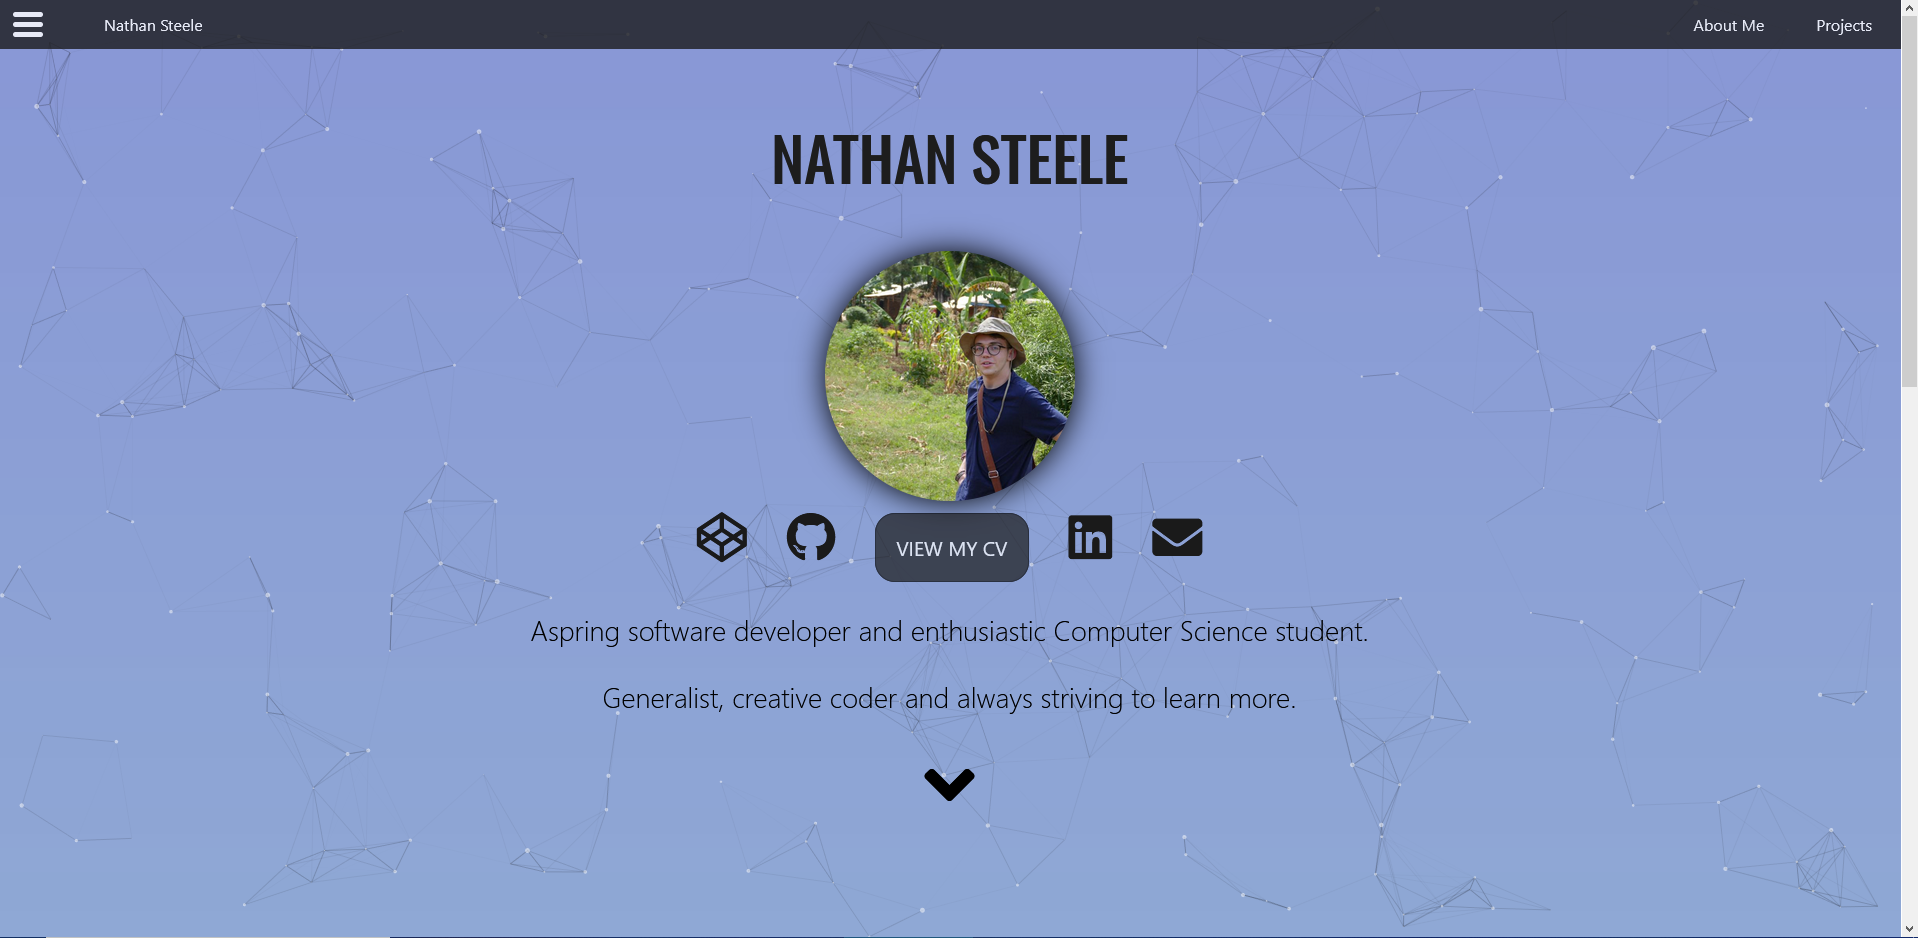 Nathan Steele
About Me
Projects
NATHAN STEELE
VIEW MY CV
Aspring software developer and enthusiastic Computer Science student.
Generalist, creative coder and always striving to learn more.